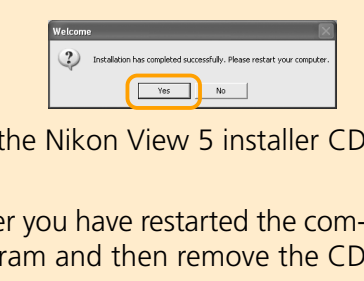 Welcome
Installation has completed successfully. Please restart your computer.
Yes No
the Nikon View 5 installer CD
er you have restarted the com-
ram and then remove the CD